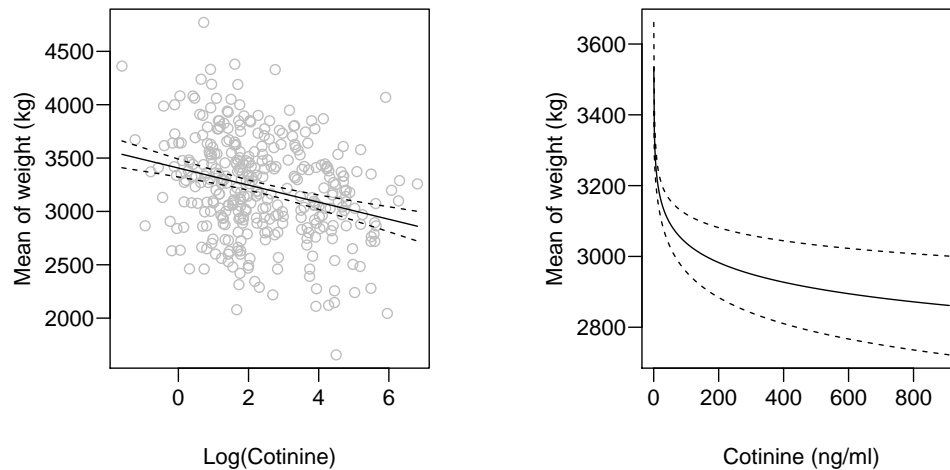 4500
4000
3500
3000
2500
2000
Mean of weight (kg)
0 2 4 6
Log(Cotinine)
3600
3400
3200
3000
2800
Mean of weight (kg)
0 200 400 600 800
Cotinine (ng/ml)